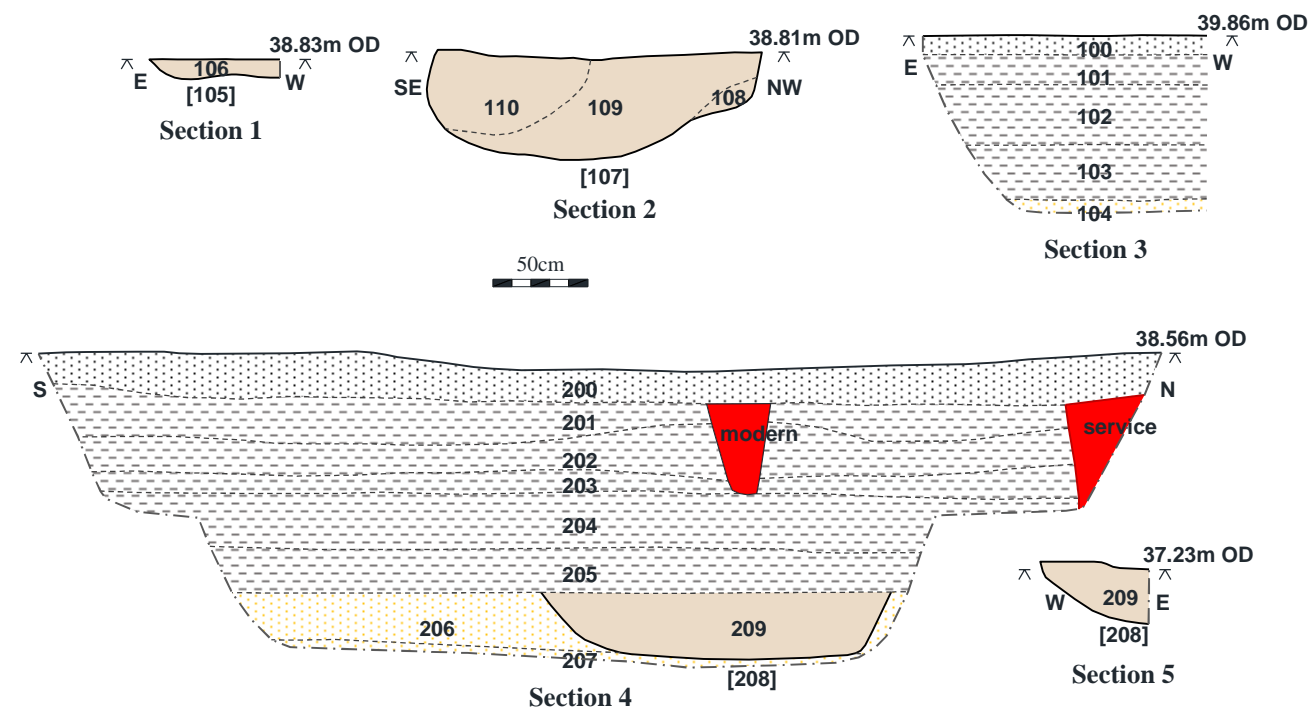 38.83m OD
E
106
W
[105]
Section 1
38.81m OD
SE
110
109
108
NW
[107]
Section 2
39.86m OD
E
100
W
101
102
103
104
Section 3
50cm
38.56m OD
S
200
N
201
modern
service
202
203
204
205
206
209
207
[208]
Section 4
37.23m OD
W
209
E
[208]
Section 5